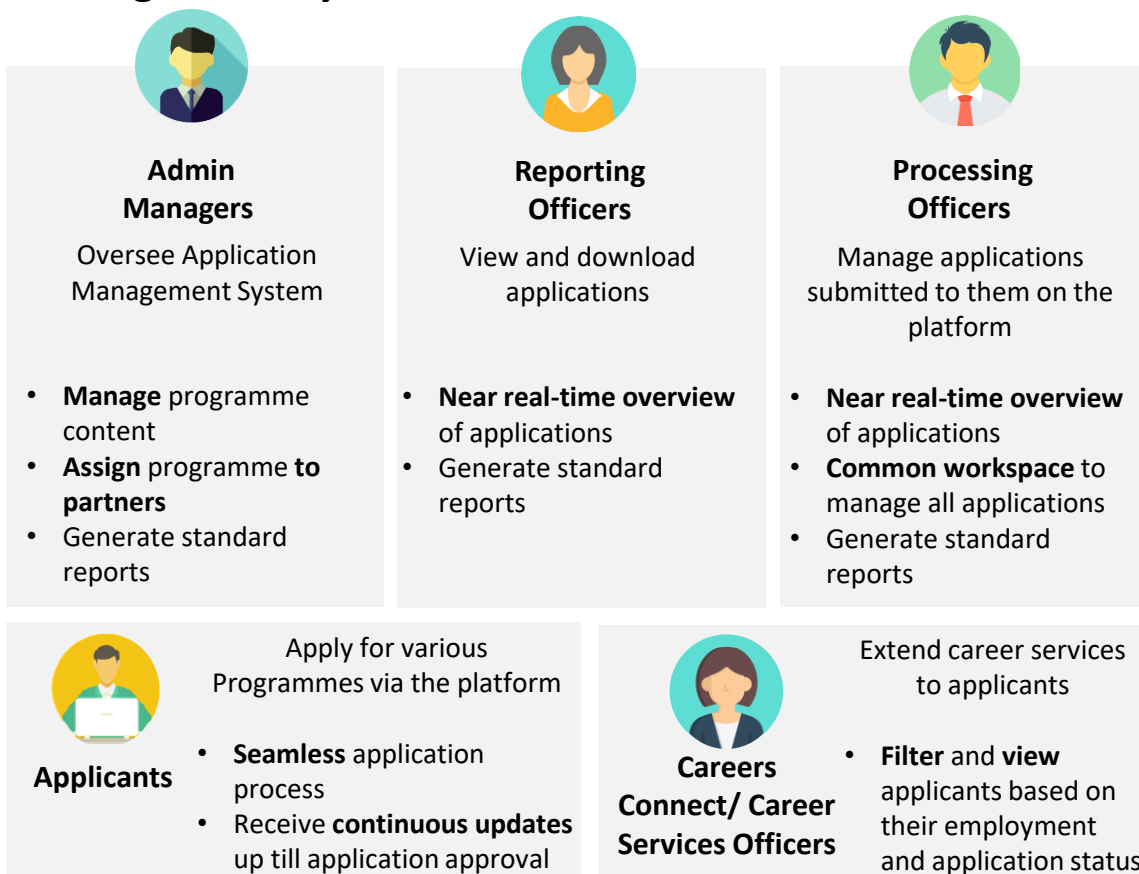 Admin
Managers
Oversee Application
Management System
• Manage programme
content
• Assign programme to
partners
• Generate standard
reports
Reporting
Officers
View and download
applications
• Near real-time overview
of applications
• Generate standard
reports
Processing
Officers
Manage applications
submitted to them on the
platform
• Near real-time overview
of applications
• Common workspace to
manage all applications
• Generate standard
reports
Applicants
Apply for various
Programmes via the platform
• Seamless application
process
• Receive continuous updates
up till application approval
Careers
Connect/ Career
Services Officers
Extend career services
to applicants
• Filter and view
applicants based on
their employment
and application status